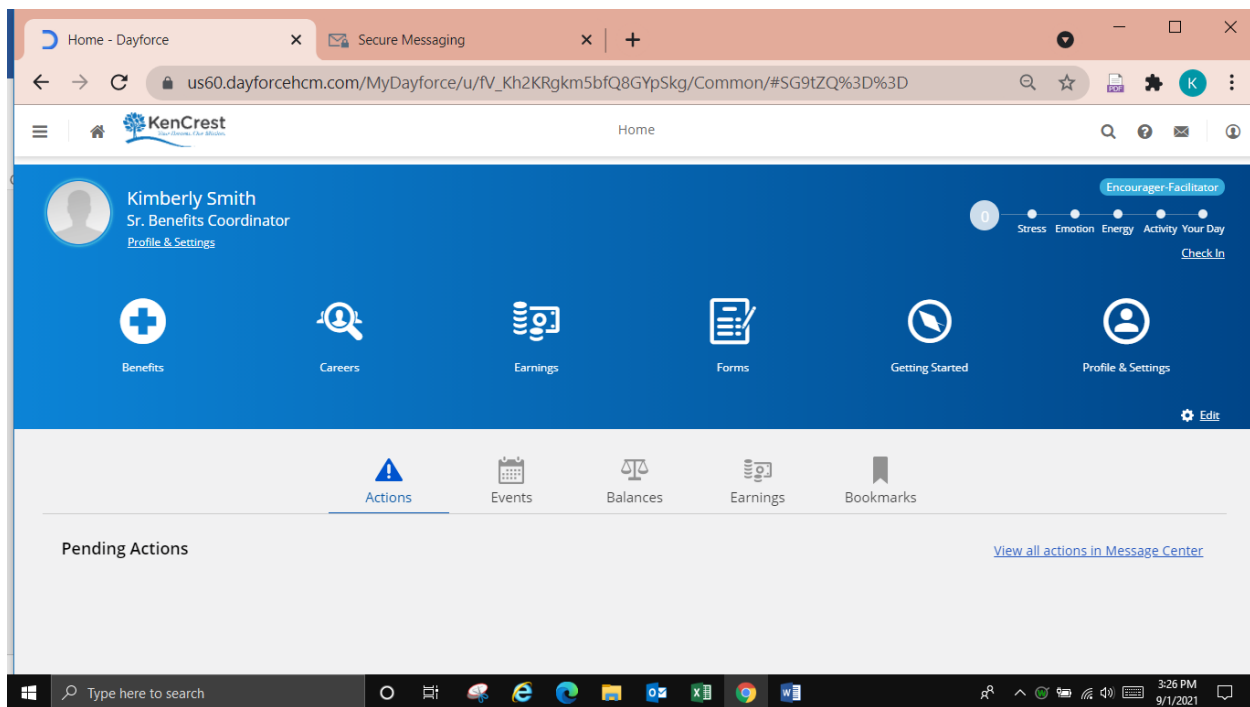 Home - Dayforce
Secure Messaging
us60.dayforcehcm.com/MyDayforce/u/fV_Kh2KRgkm5bfQ8GYpSkg/Common/#SG9tZQ%3D%3D
PDF
K
KenCrest
Home
Kimberly Smith
Sr. Benefits Coordinator
Profile & Settings
Encourager-Facilitator
0
Stress Emotion Energy Activity Your Day
Check In
Benefits Careers Earnings Forms Getting Started Profile & Settings
Edit
Actions Events Balances Earnings Bookmarks
Pending Actions
View all actions in Message Center
Type here to search
3:26 PM
9/1/2021